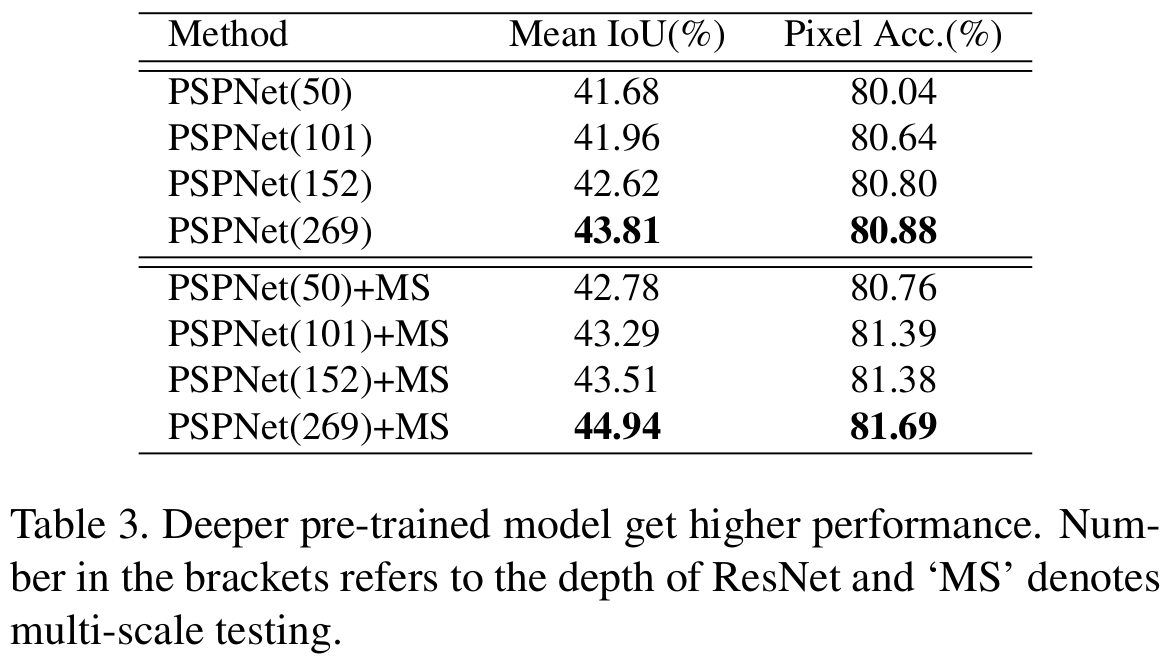 Method Mean IoU(%) Pixel Acc.(%)
PSPNet(50) 41.68 80.04
PSPNet(101) 41.96 80.64
PSPNet(152) 42.62 80.80
PSPNet(269) 43.81 80.88
PSPNet(50)+MS 42.78 80.76
PSPNet(101)+MS 43.29 81.39
PSPNet(152)+MS 43.51 81.38
PSPNet(269)+MS 44.94 81.69
Table 3. Deeper pre-trained model get higher performance. Num-
ber in the brackets refers to the depth of ResNet and ‘MS’ denotes
multi-scale testing.